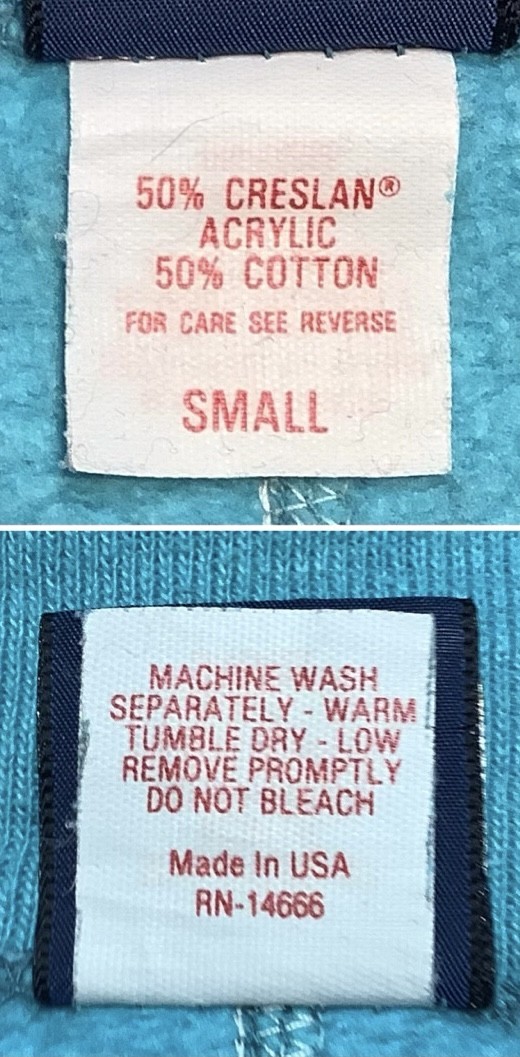 50% CRESLAN®
ACRYLIC
50% COTTON
FOR CARE SEE REVERSE
SMALL
MACHINE WASH
SEPARATELY - WARM
TUMBLE DRY - LOW
REMOVE PROMPTLY
DO NOT BLEACH
Made In USA
RN-14666